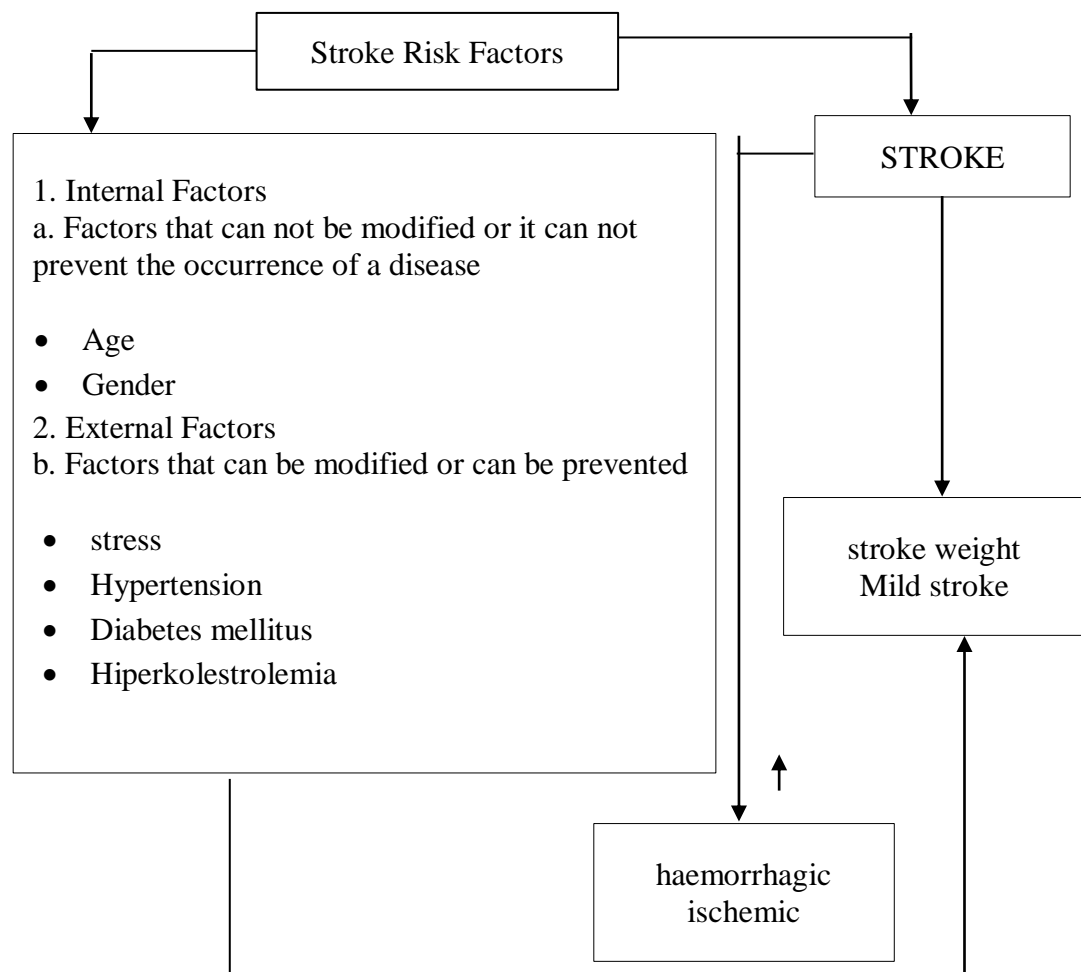 Stroke Risk Factors
STROKE
1. Internal Factors
a. Factors that can not be modified or it can not
prevent the occurrence of a disease
• Age
• Gender
2. External Factors
b. Factors that can be modified or can be prevented
• stress
• Hypertension
• Diabetes mellitus
• Hiperkolestrolemia
stroke weight
Mild stroke
haemorrhagic
ischemic